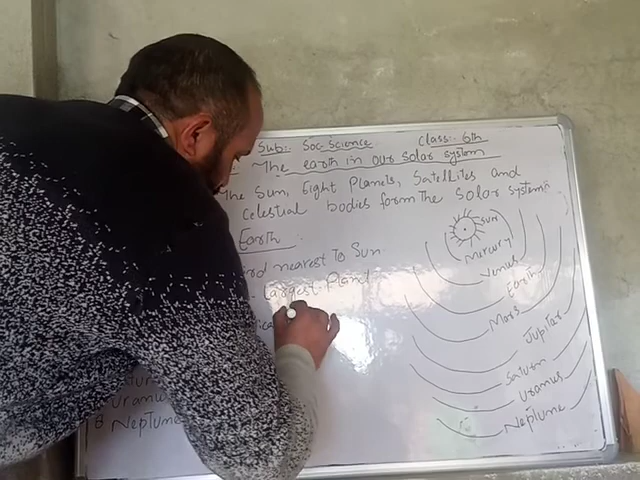 Sub:- Soc-Science Class:- 6th
The earth in our solar system
The Sun, Eight Planets, Satellites and
celestial bodies form The Solar system
Earth
nearest To Sun.
Largest Planet
Sun
Mercury
Venus
Earth
Mars
Jupitar
Saturn
Uranus
Neptune
Uranus
8 Neptune